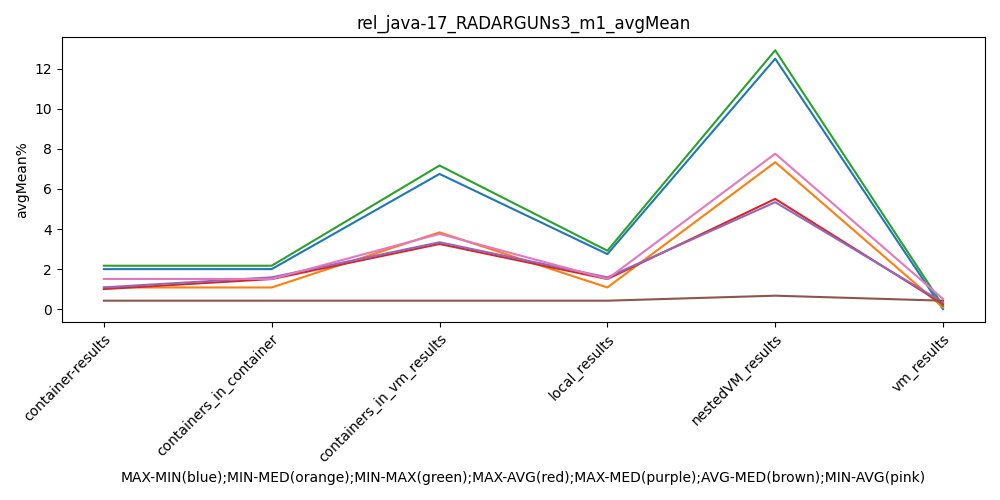 rel_java-17_RADARGUNs3_m1_avgMean
avgMean%
12
10
8
6
4
2
0
container-results
containers_in_container
containers_in_vm_results
local_results
nestedVM_results
vm_results
MAX-MIN(blue);MIN-MED(orange);MIN-MAX(green);MAX-AVG(red);MAX-MED(purple);AVG-MED(brown);MIN-AVG(pink)